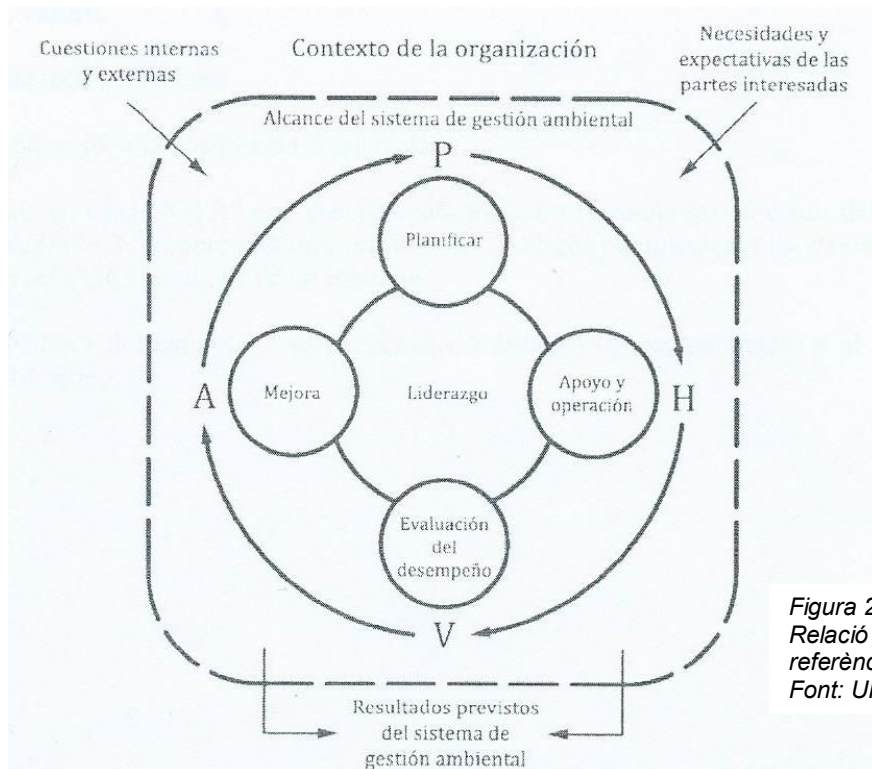 Cuestiones internas
y externas
Contexto de la organización
Necesidades y
expectativas de las
partes interesadas
Alcance del sistema de gestión ambiental
P
Planificar
A
Mejora
Liderazgo
Apoyo y
operación
H
Evaluación
del
desempeño
V
Resultados previstos
del sistema de
gestión ambiental
Figura 2
Relació
referènc
Font: U